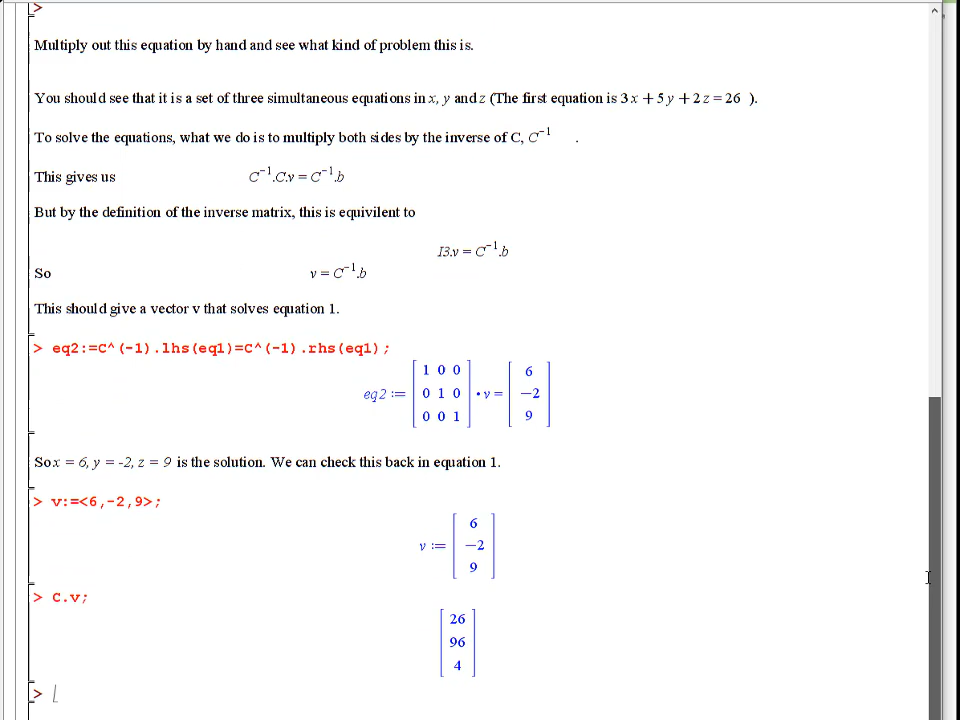 >
Multiply out this equation by hand and see what kind of problem this is.
You should see that it is a set of three simultaneous equations in x, y and z (The first equation is 3 x + 5 y + 2 z = 26 ).
To solve the equations, what we do is to multiply both sides by the inverse of C, C⁻¹ .
This gives us C⁻¹.C.v = C⁻¹.b
But by the definition of the inverse matrix, this is equivilent to
I3.v = C⁻¹.b
So v = C⁻¹.b
This should give a vector v that solves equation 1.
> eq2:=C^(-1).lhs(eq1)=C^(-1).rhs(eq1);
1 0 0 6
eq2 := 0 1 0 • v = −2
0 0 1 9
So x = 6, y = -2, z = 9 is the solution. We can check this back in equation 1.
> v:=<6,-2,9>;
6
v := −2
9
> C.v;
26
96
4
>